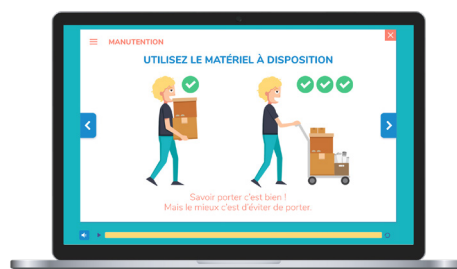 MANUTENTION
UTILISEZ LE MATÉRIEL À DISPOSITION
Savoir porter c'est bien !
Mais le mieux c'est d'éviter de porter.